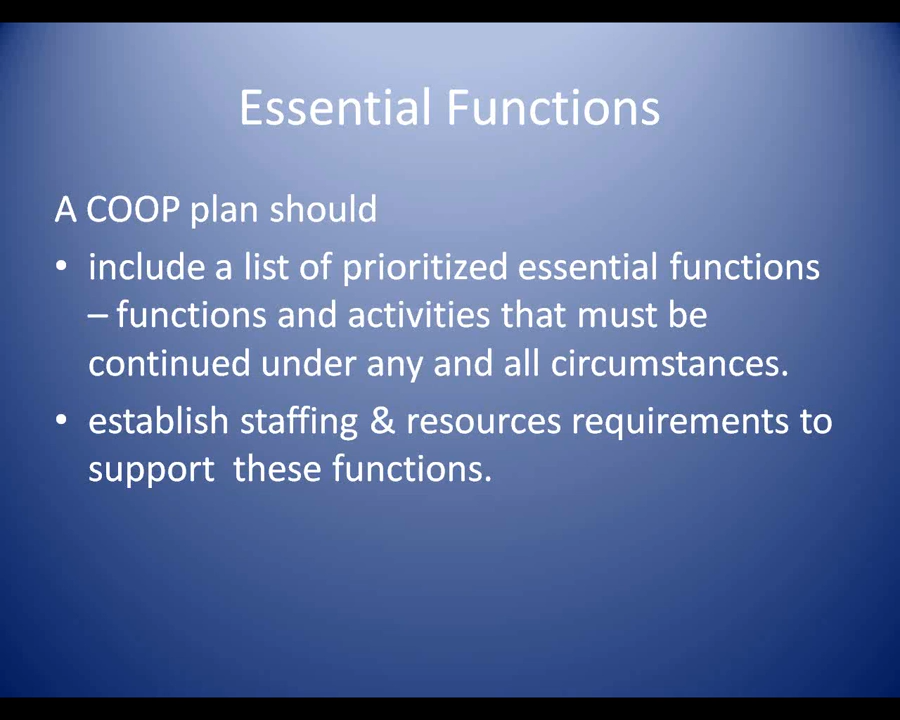 Essential Functions
A COOP plan should
• include a list of prioritized essential functions
– functions and activities that must be
continued under any and all circumstances.
• establish staffing & resources requirements to
support  these functions.